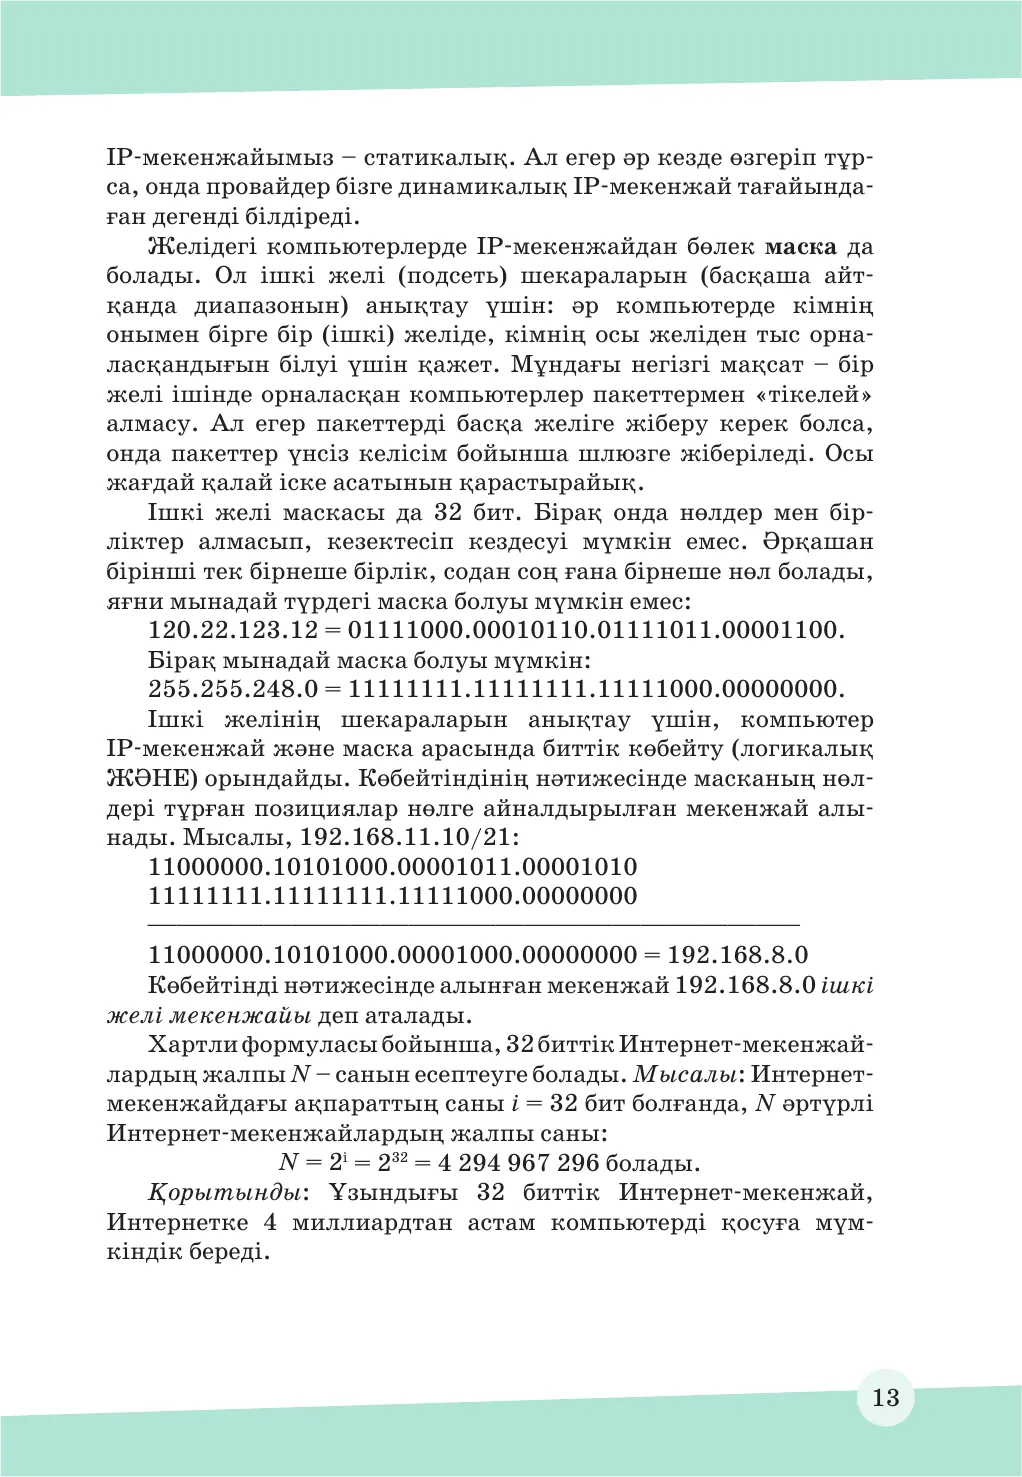 IP-мекенжайымыз – статикалық. Ал егер әр кезде өзгеріп тұр-
са, онда провайдер бізге динамикалық IP-мекенжай тағайында-
ған дегенді білдіреді.
Желідегі компьютерлерде IP-мекенжайдан бөлек маска да
болады. Ол ішкі желі (подсеть) шекараларын (басқаша айт-
қанда диапазонын) анықтау үшін: әр компьютерде кімнің
онымен бірге бір (ішкі) желіде, кімнің осы желіден тыс орна-
ласқандығын білуі үшін қажет. Мұндағы негізгі мақсат – бір
желі ішінде орналасқан компьютерлер пакеттермен «тікелей»
алмасу. Ал егер пакеттерді басқа желіге жіберу керек болса,
онда пакеттер үнсіз келісім бойынша шлюзге жіберіледі. Осы
жағдай қалай іске асатынын қарастырайық.
Ішкі желі маскасы да 32 бит. Бірақ онда нөлдер мен бір-
ліктер алмасып, кезектесіп кездесуі мүмкін емес. Әрқашан
бірінші тек бірнеше бірлік, содан соң ғана бірнеше нөл болады,
яғни мынадай түрдегі маска болуы мүмкін емес:
120.22.123.12 = 01111000.00010110.01111011.00001100.
Бірақ мынадай маска болуы мүмкін:
255.255.248.0 = 11111111.11111111.11111000.00000000.
Ішкі желінің шекараларын анықтау үшін, компьютер
IP-мекенжай және маска арасында биттік көбейту (логикалық
ЖӘНЕ) орындайды. Көбейтіндінің нәтижесінде масканың нөл-
дері тұрған позициялар нөлге айналдырылған мекенжай алы-
нады. Мысалы, 192.168.11.10/21:
11000000.10101000.00001011.00001010
11111111.11111111.11111000.00000000
11000000.10101000.00001000.00000000 = 192.168.8.0
Көбейтінді нәтижесінде алынған мекенжай 192.168.8.0 ішкі
желі мекенжайы деп аталады.
Хартли формуласы бойынша, 32 биттік Интернет-мекенжай-
лардың жалпы N – санын есептеуге болады. Мысалы: Интернет-
мекенжайдағы ақпараттың саны i = 32 бит болғанда, N әртүрлі
Интернет-мекенжайлардың жалпы саны:
N = 2ⁱ = 2³² = 4 294 967 296 болады.
Қорытынды: Ұзындығы 32 биттік Интернет-мекенжай,
Интернетке 4 миллиардтан астам компьютерді қосуға мүм-
кіндік береді.
13